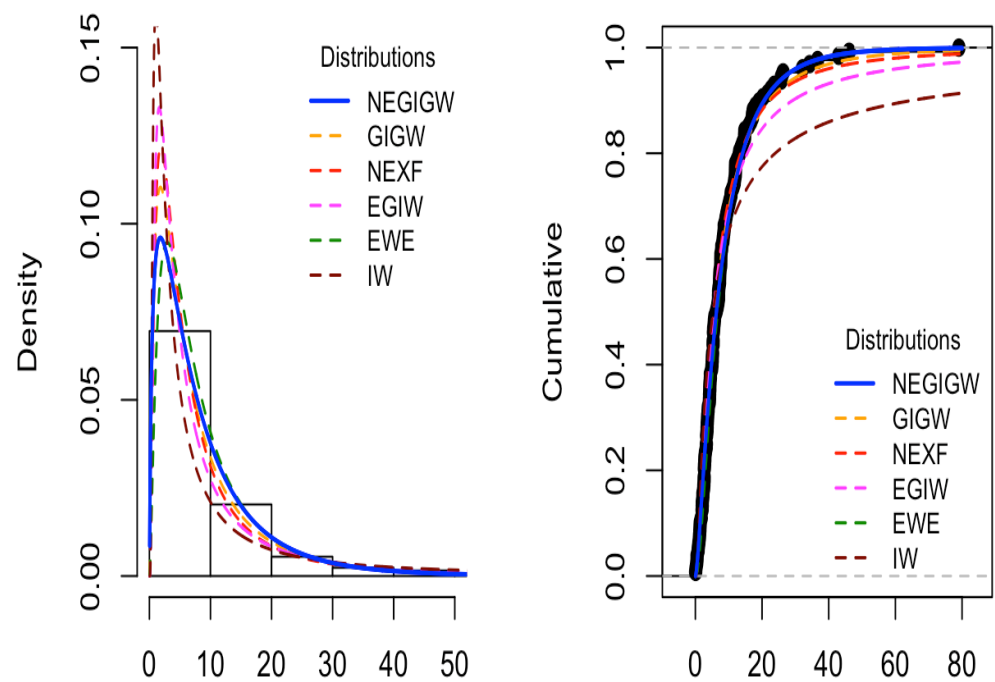 Density
0.00 0.05 0.10 0.15
Distributions
NEGIGW
GIGW
NEXF
EGIW
EWE
IW
0 10 20 30 40 50
Cumulative
0.0 0.2 0.4 0.6 0.8 1.0
Distributions
NEGIGW
GIGW
NEXF
EGIW
EWE
IW
0 20 40 60 80